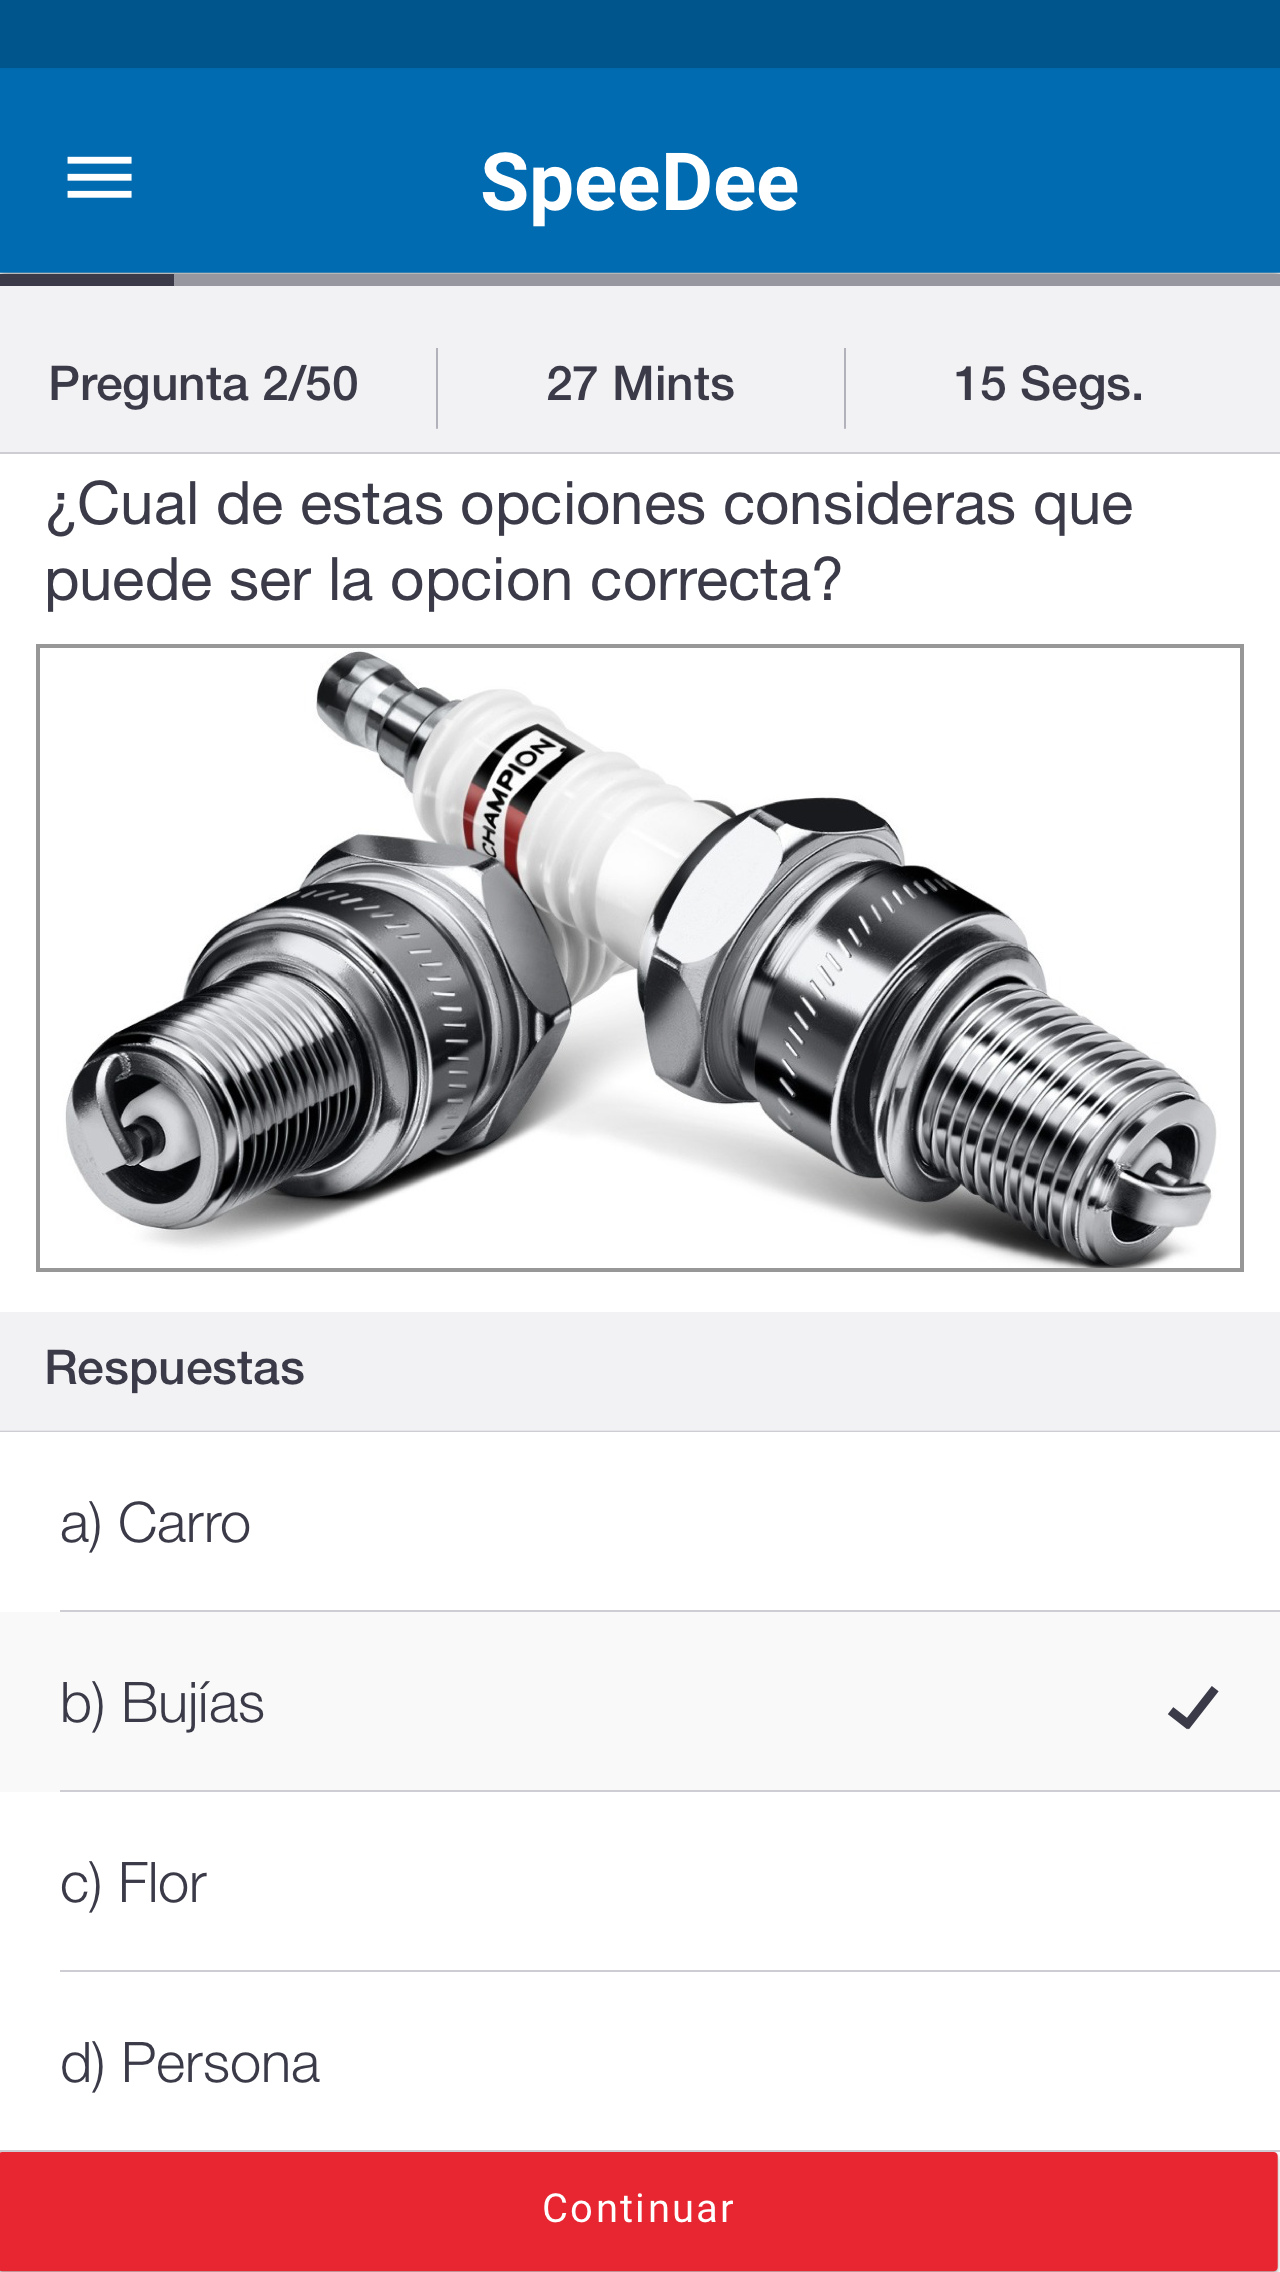 SpeeDee
Pregunta 2/50
27 Mints
15 Segs.
¿Cual de estas opciones consideras que
puede ser la opcion correcta?
CHAMPION
Respuestas
a) Carro
b) Bujías
c) Flor
d) Persona
Continuar